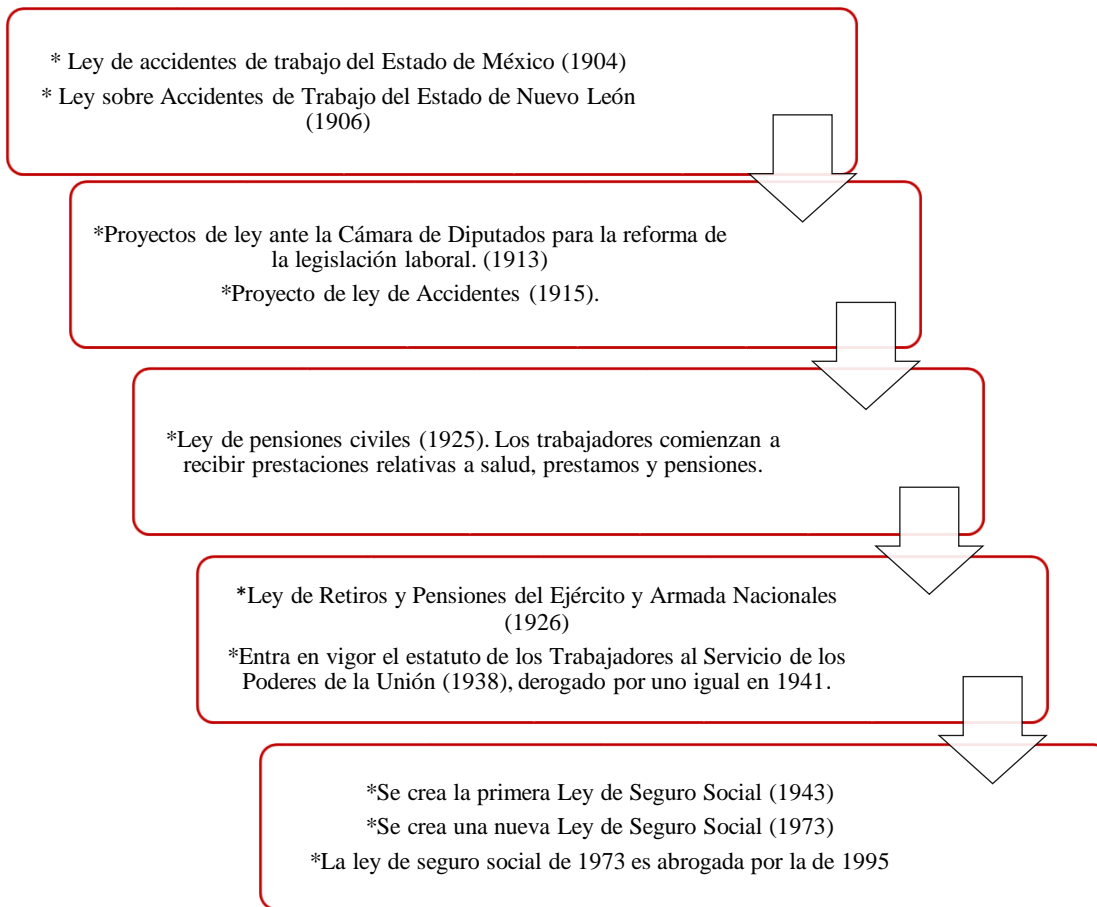 * Ley de accidentes de trabajo del Estado de México (1904)
* Ley sobre Accidentes de Trabajo del Estado de Nuevo León
(1906)
*Proyectos de ley ante la Cámara de Diputados para la reforma de
la legislación laboral. (1913)
*Proyecto de ley de Accidentes (1915).
*Ley de pensiones civiles (1925). Los trabajadores comienzan a
recibir prestaciones relativas a salud, prestamos y pensiones.
*Ley de Retiros y Pensiones del Ejército y Armada Nacionales
(1926)
*Entra en vigor el estatuto de los Trabajadores al Servicio de los
Poderes de la Unión (1938), derogado por uno igual en 1941.
*Se crea la primera Ley de Seguro Social (1943)
*Se crea una nueva Ley de Seguro Social (1973)
*La ley de seguro social de 1973 es abrogada por la de 1995